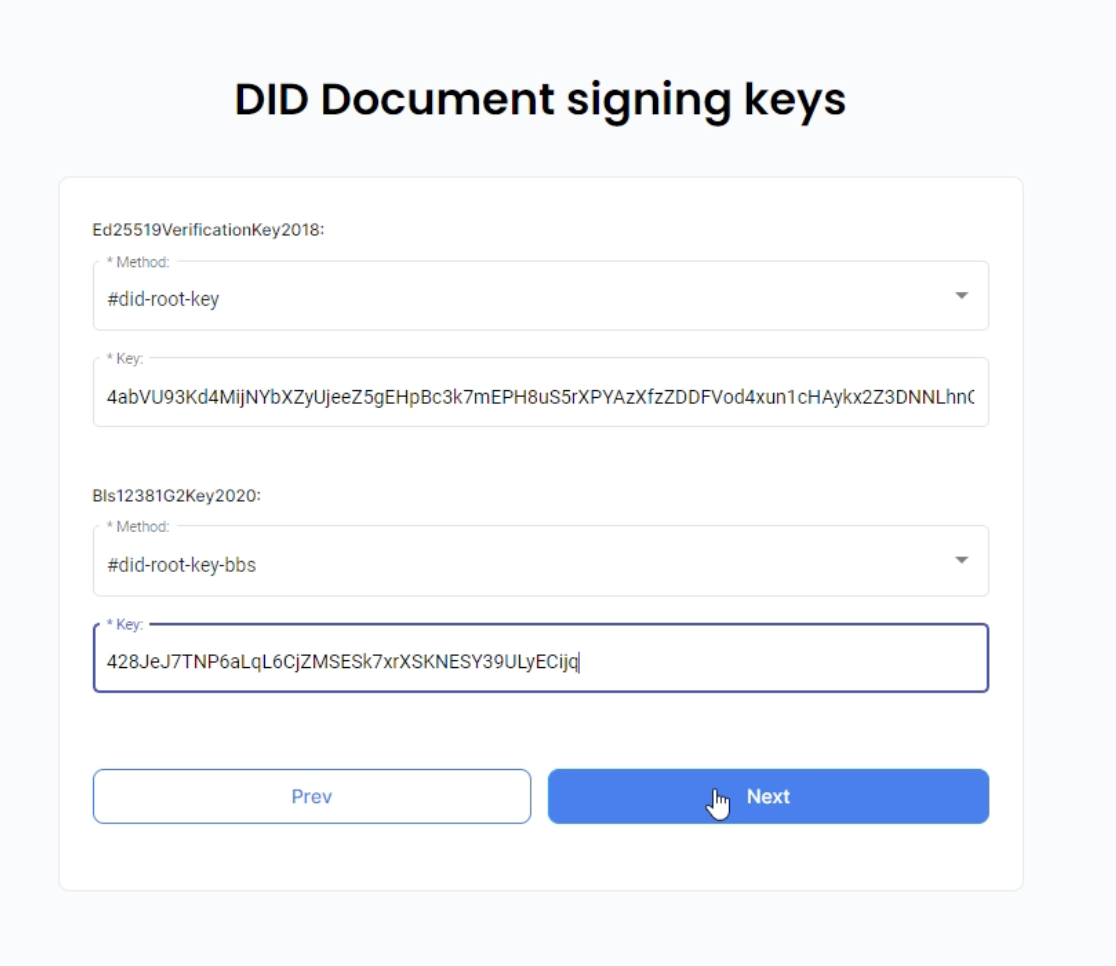 DID Document signing keys
Ed25519VerificationKey2018:
* Method:
#did-root-key
* Key:
4abVU93Kd4MijNYbXZyUjeeZ5gEHpBc3k7mEPH8uS5rXPYAzXfzZDDFVod4xun1cHAykx2Z3DNNLhn
Bls12381G2Key2020:
* Method:
#did-root-key-bbs
* Key:
428JeJ7TNP6aLqL6CjZMSESk7xrXSKNESY39ULyECijq
Prev
Next